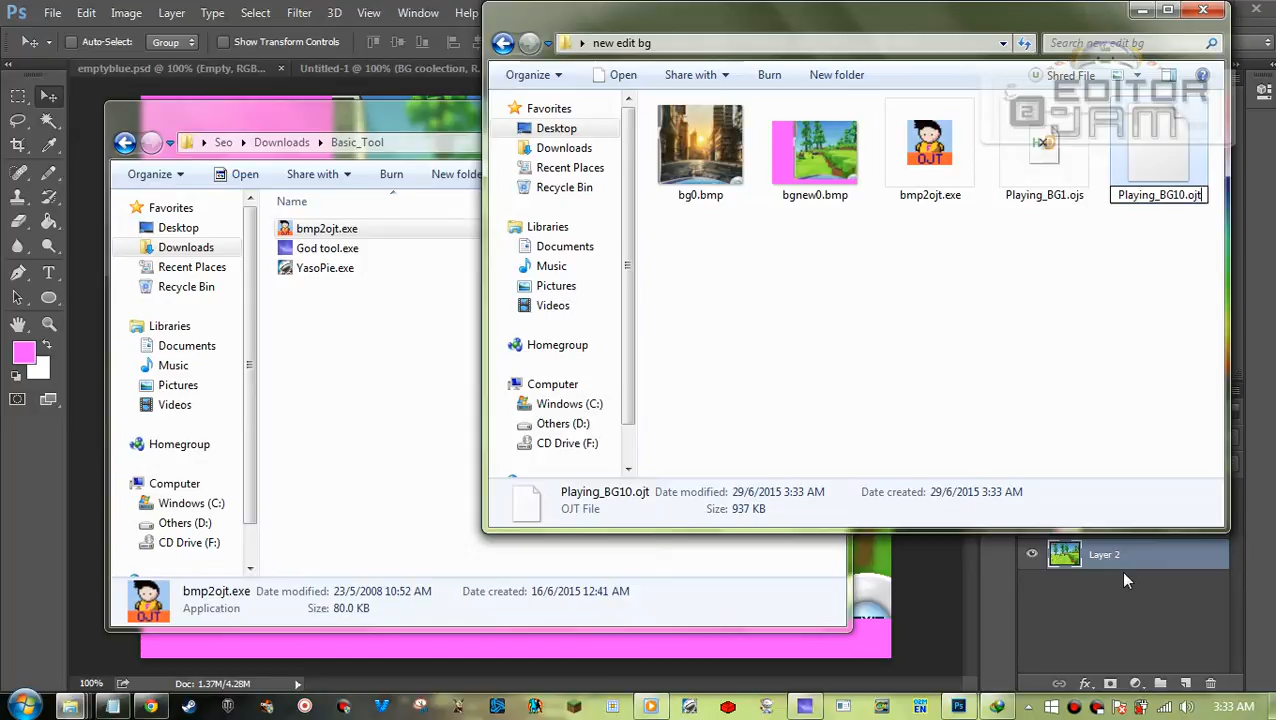 Ps File Edit Image Layer Type Select Filter 3D View Window Help
Auto-Select: Group Show Transform Controls
emptyblue.psd @ 100% (Empty, RGB... × Untitled-1 @ 100%
new edit bg
Search new edit bg
Organize Open Share with Burn New folder
Shred File
EDITOR
JAM
Favorites
Desktop
Downloads
Recent Places
Recycle Bin
Libraries
Documents
Music
Pictures
Videos
Homegroup
Computer
Windows (C:)
Others (D:)
CD Drive (F:)
bg0.bmp
bgnew0.bmp
bmp2ojt.exe
OJT
Playing_BG1.ojs
Playing_BG10.ojt
Playing_BG10.ojt Date modified: 29/6/2015 3:33 AM Date created: 29/6/2015 3:33 AM
OJT File Size: 937 KB
Seo Downloads Basic_Tool
Organize Open Share with Burn New folde
Favorites
Desktop
Downloads
Recent Places
Recycle Bin
Libraries
Documents
Music
Pictures
Videos
Homegroup
Computer
Windows (C:)
Others (D:)
CD Drive (F:)
Name
bmp2ojt.exe
God tool.exe
YasoPie.exe
bmp2ojt.exe Date modified: 23/5/2008 10:52 AM Date created: 16/6/2015 12:41 AM
Application Size: 80.0 KB
OJT
Layer 2
100% Doc: 1.37M/4.28M
3:33 AM